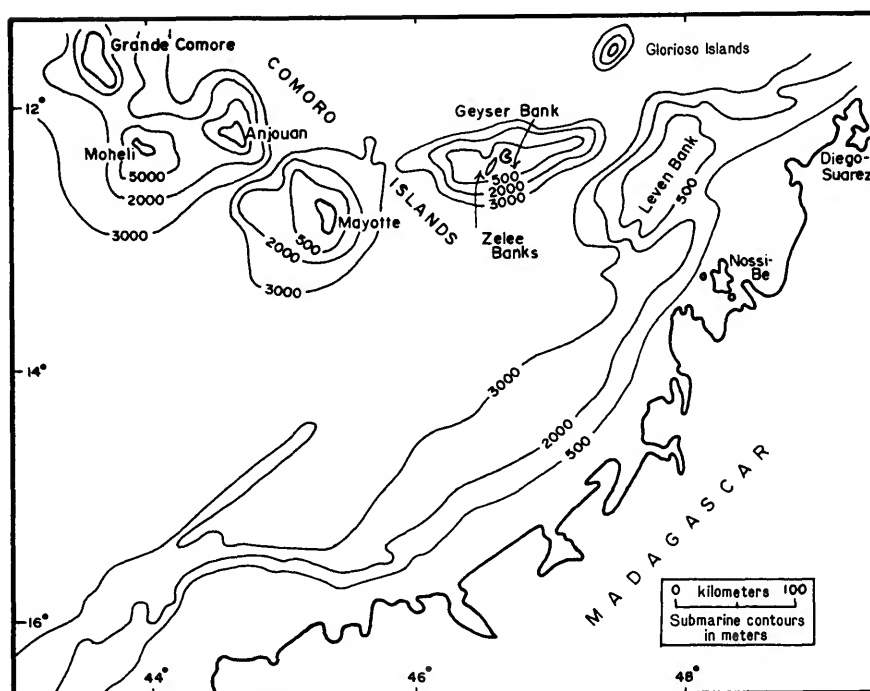 Grande Comore
COMORO
ISLANDS
Glorioso Islands
12°
Geyser
Bank
Anjouan
Moheli
5000
2000
3000
500
2000
3000
Leven Bank
500
Diego-
Suarez
Mayotte
500
2000
3000
Zelee
Banks
Nossi-
Be
14°
3000
2000
500
MADAGASCAR
0 kilometers 100
Submarine contours
in meters
16°
44°
46°
48°